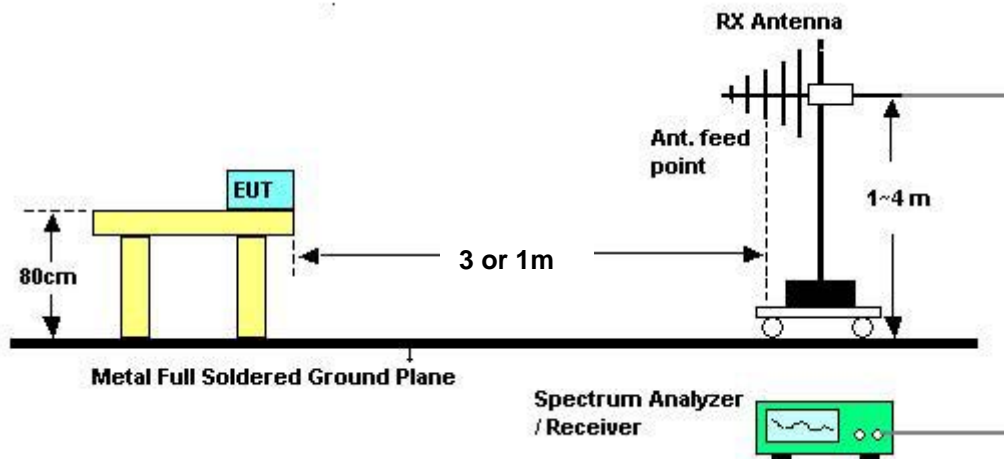 RX Antenna
Ant. feed
point
EUT
1~4 m
3 or 1m
80cm
Metal Full Soldered Ground Plane
Spectrum Analyzer
/ Receiver